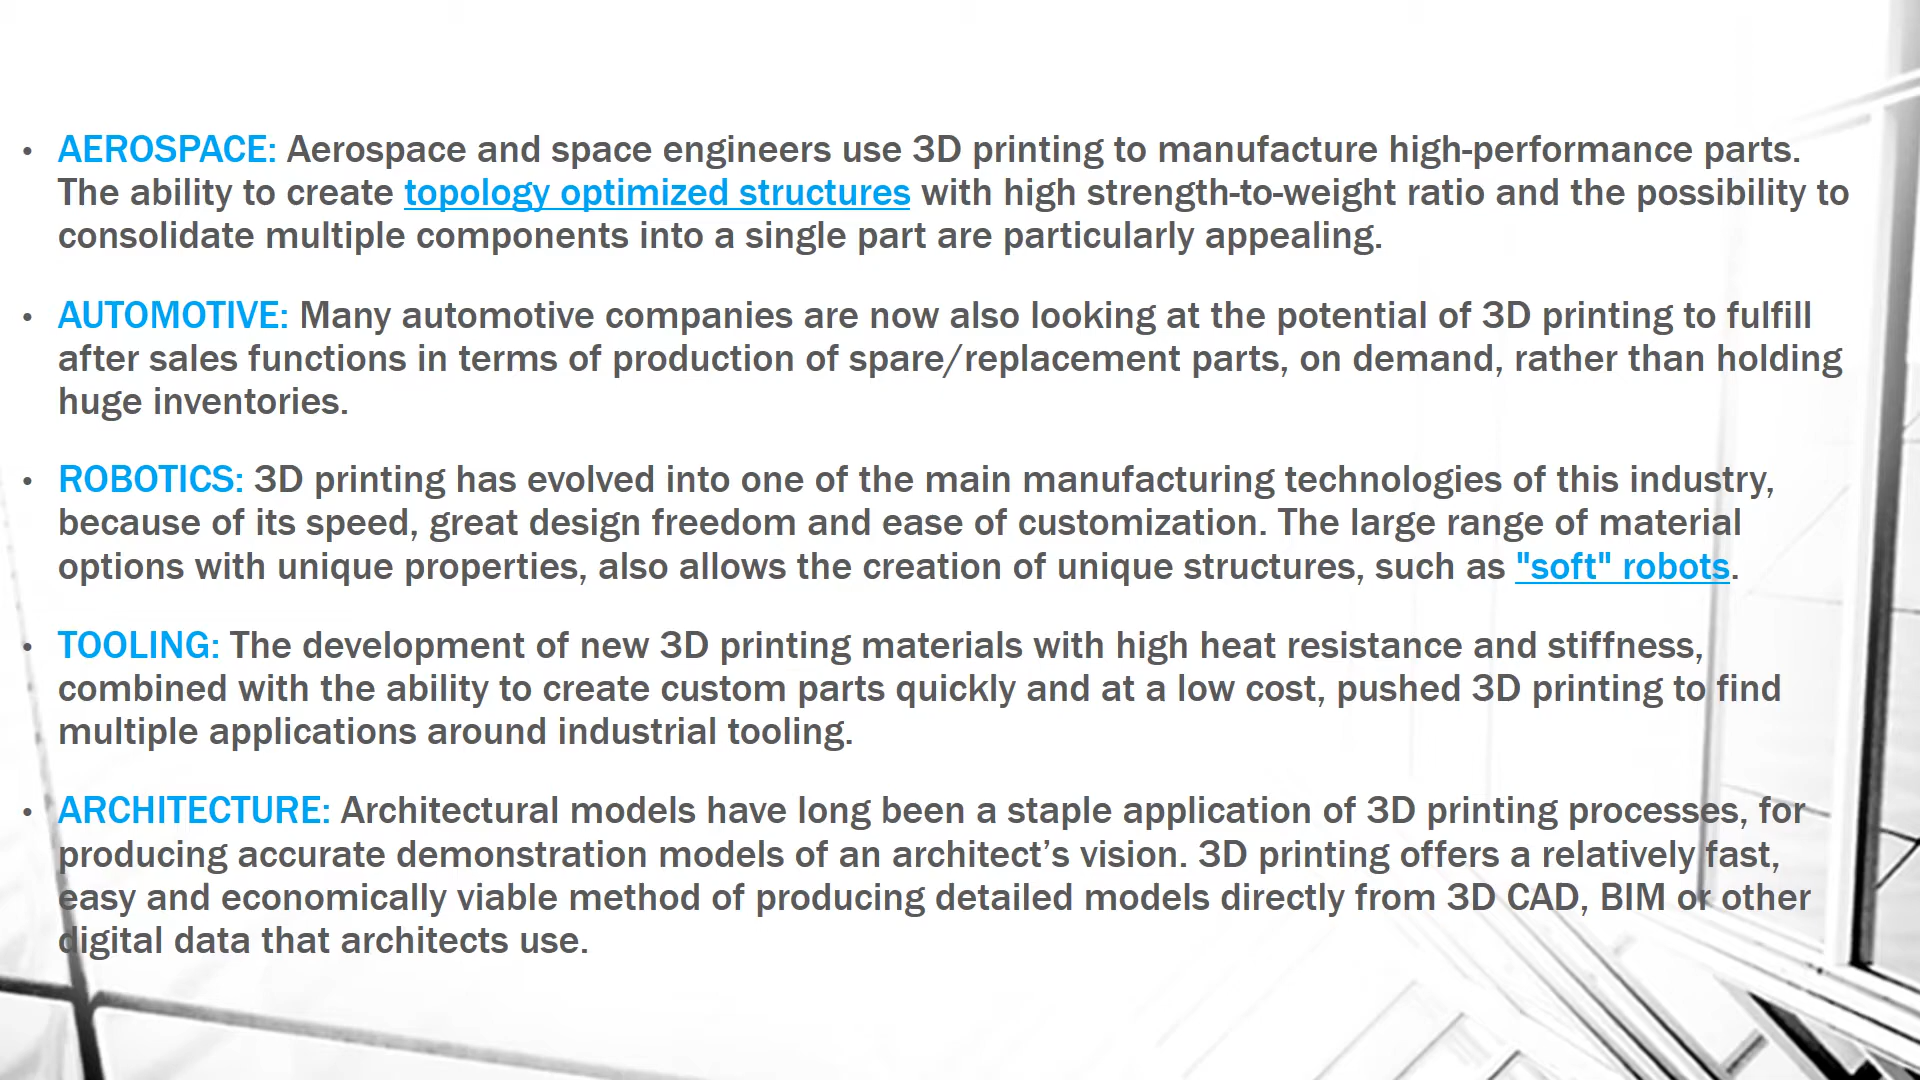 • AEROSPACE: Aerospace and space engineers use 3D printing to manufacture high-performance parts.
The ability to create topology optimized structures with high strength-to-weight ratio and the possibility to
consolidate multiple components into a single part are particularly appealing.
• AUTOMOTIVE: Many automotive companies are now also looking at the potential of 3D printing to fulfill
after sales functions in terms of production of spare/replacement parts, on demand, rather than holding
huge inventories.
• ROBOTICS: 3D printing has evolved into one of the main manufacturing technologies of this industry,
because of its speed, great design freedom and ease of customization. The large range of material
options with unique properties, also allows the creation of unique structures, such as "soft" robots.
• TOOLING: The development of new 3D printing materials with high heat resistance and stiffness,
combined with the ability to create custom parts quickly and at a low cost, pushed 3D printing to find
multiple applications around industrial tooling.
• ARCHITECTURE: Architectural models have long been a staple application of 3D printing processes, for
producing accurate demonstration models of an architect’s vision. 3D printing offers a relatively fast,
easy and economically viable method of producing detailed models directly from 3D CAD, BIM or other
digital data that architects use.